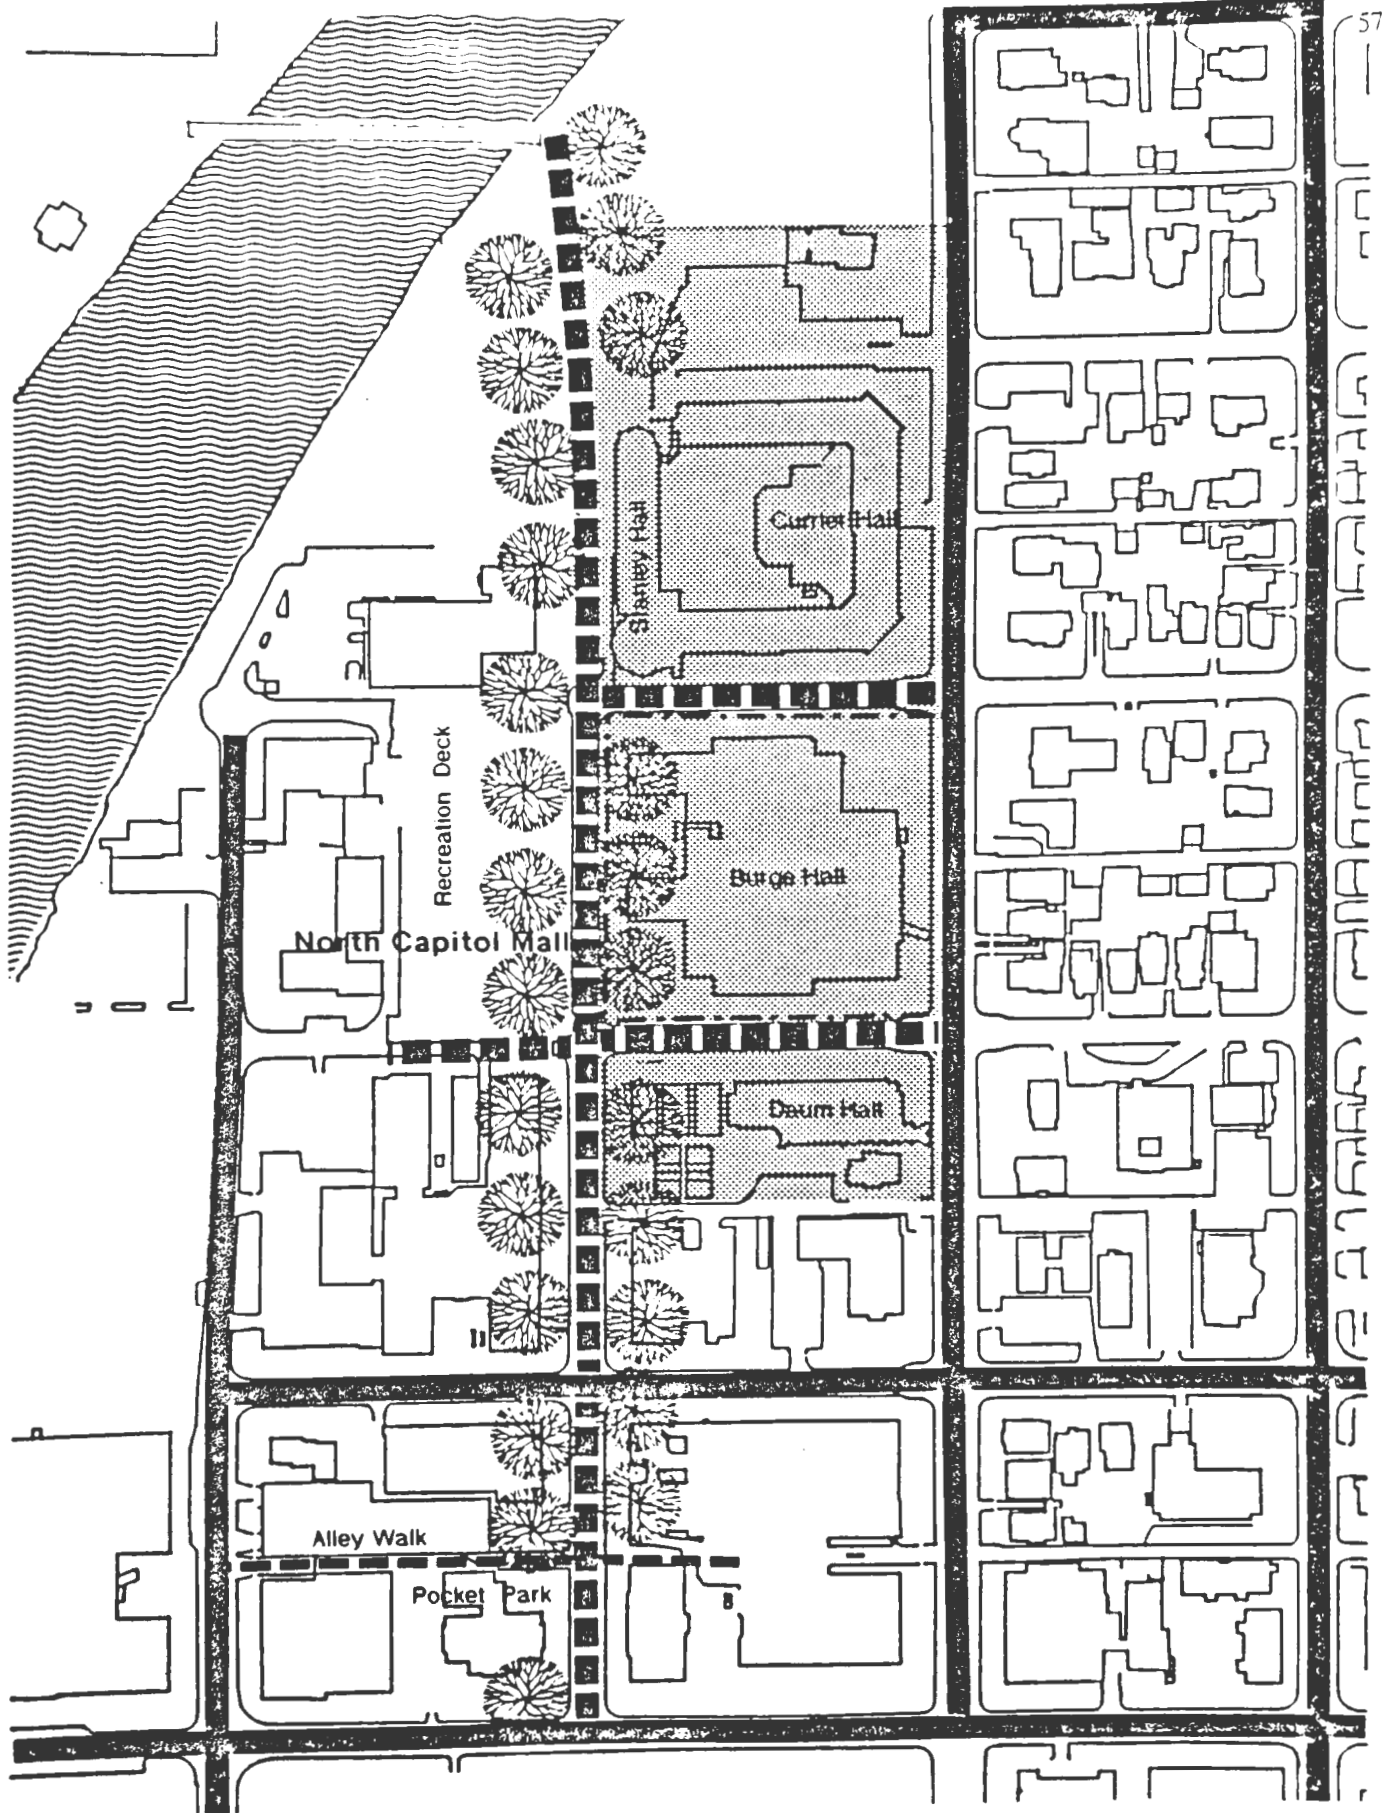 57
Currier Hall
Stanley Hall
Recreation Deck
Burge Hall
North Capitol Mall
Daum Hall
Alley Walk
Pocket Park